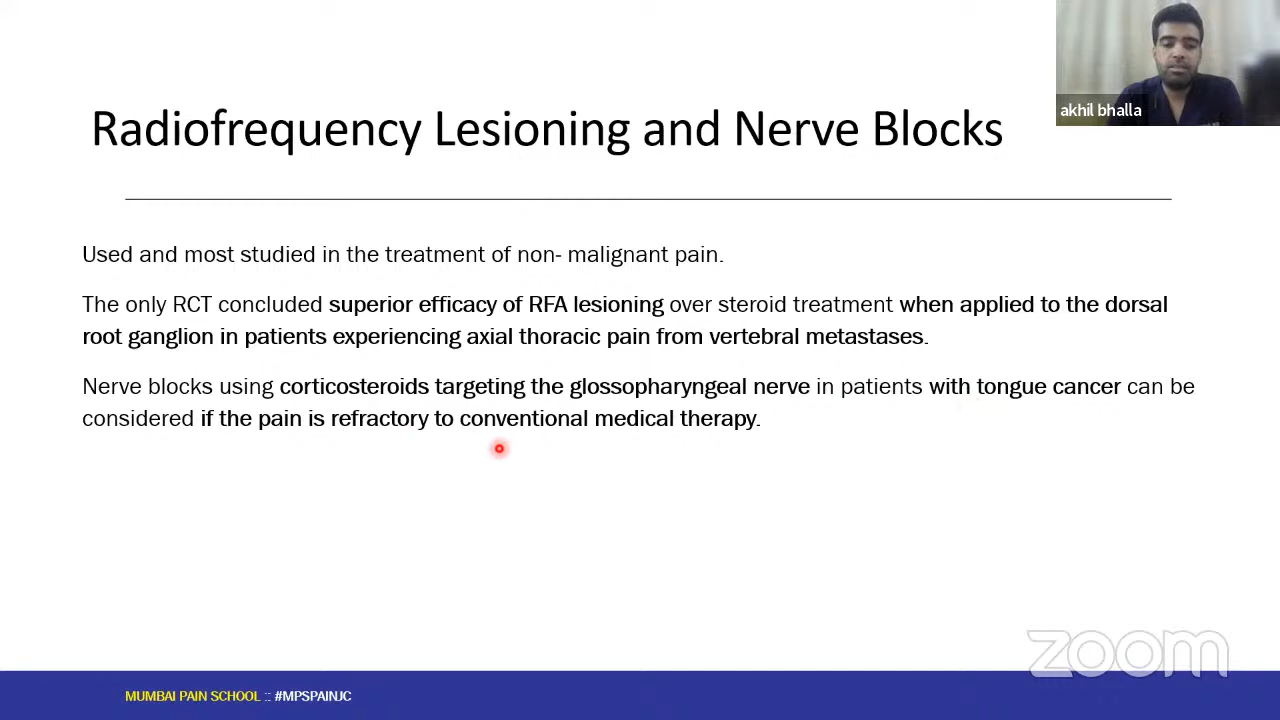 akhil bhalla
Radiofrequency Lesioning and Nerve Blocks
Used and most studied in the treatment of non- malignant pain.
The only RCT concluded superior efficacy of RFA lesioning over steroid treatment when applied to the dorsal
root ganglion in patients experiencing axial thoracic pain from vertebral metastases.
Nerve blocks using corticosteroids targeting the glossopharyngeal nerve in patients with tongue cancer can be
considered if the pain is refractory to conventional medical therapy.
zoom
MUMBAI PAIN SCHOOL :: #MPSPAINJC